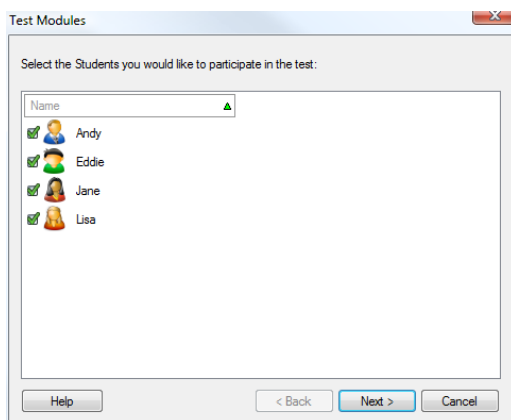 Test Modules
Select the Students you would like to participate in the test:
Name
Andy
Eddie
Jane
Lisa
Help
< Back
Next >
Cancel